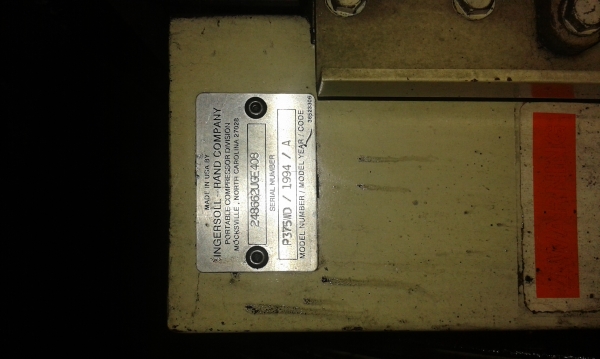 MADE IN USA BY
INGERSOLL-RAND COMPANY
PORTABLE COMPRESSOR DIVISION
MOCKSVILLE, NORTH CAROLINA 27028
248662UGE408
SERIAL NUMBER
P375WD / 1994 / A
MODEL NUMBER / MODEL YEAR / CODE